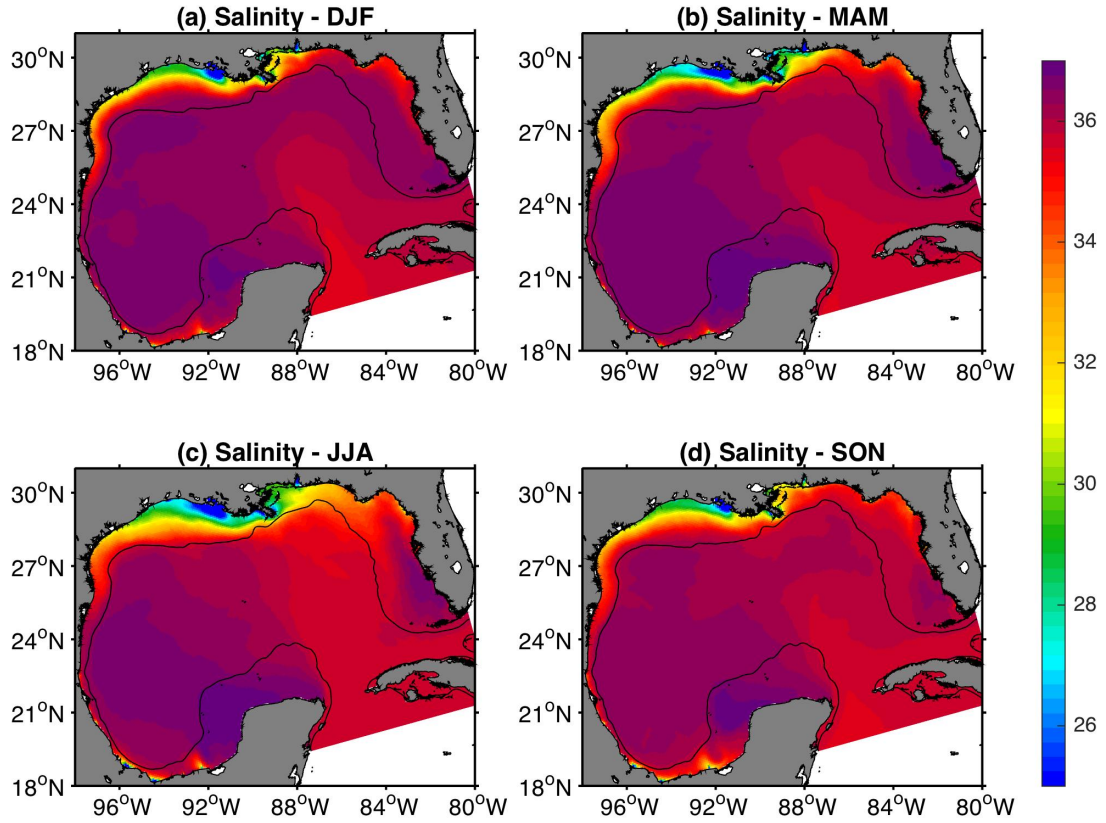 (a) Salinity - DJF
(b) Salinity - MAM
30°N
27°N
24°N
21°N
18°N
96°W 92°W 88°W 84°W 80°W
30°N
27°N
24°N
21°N
18°N
96°W 92°W 88°W 84°W 80°W
(c) Salinity - JJA
(d) Salinity - SON
30°N
27°N
24°N
21°N
18°N
96°W 92°W 88°W 84°W 80°W
30°N
27°N
24°N
21°N
18°N
96°W 92°W 88°W 84°W 80°W
36
34
32
30
28
26